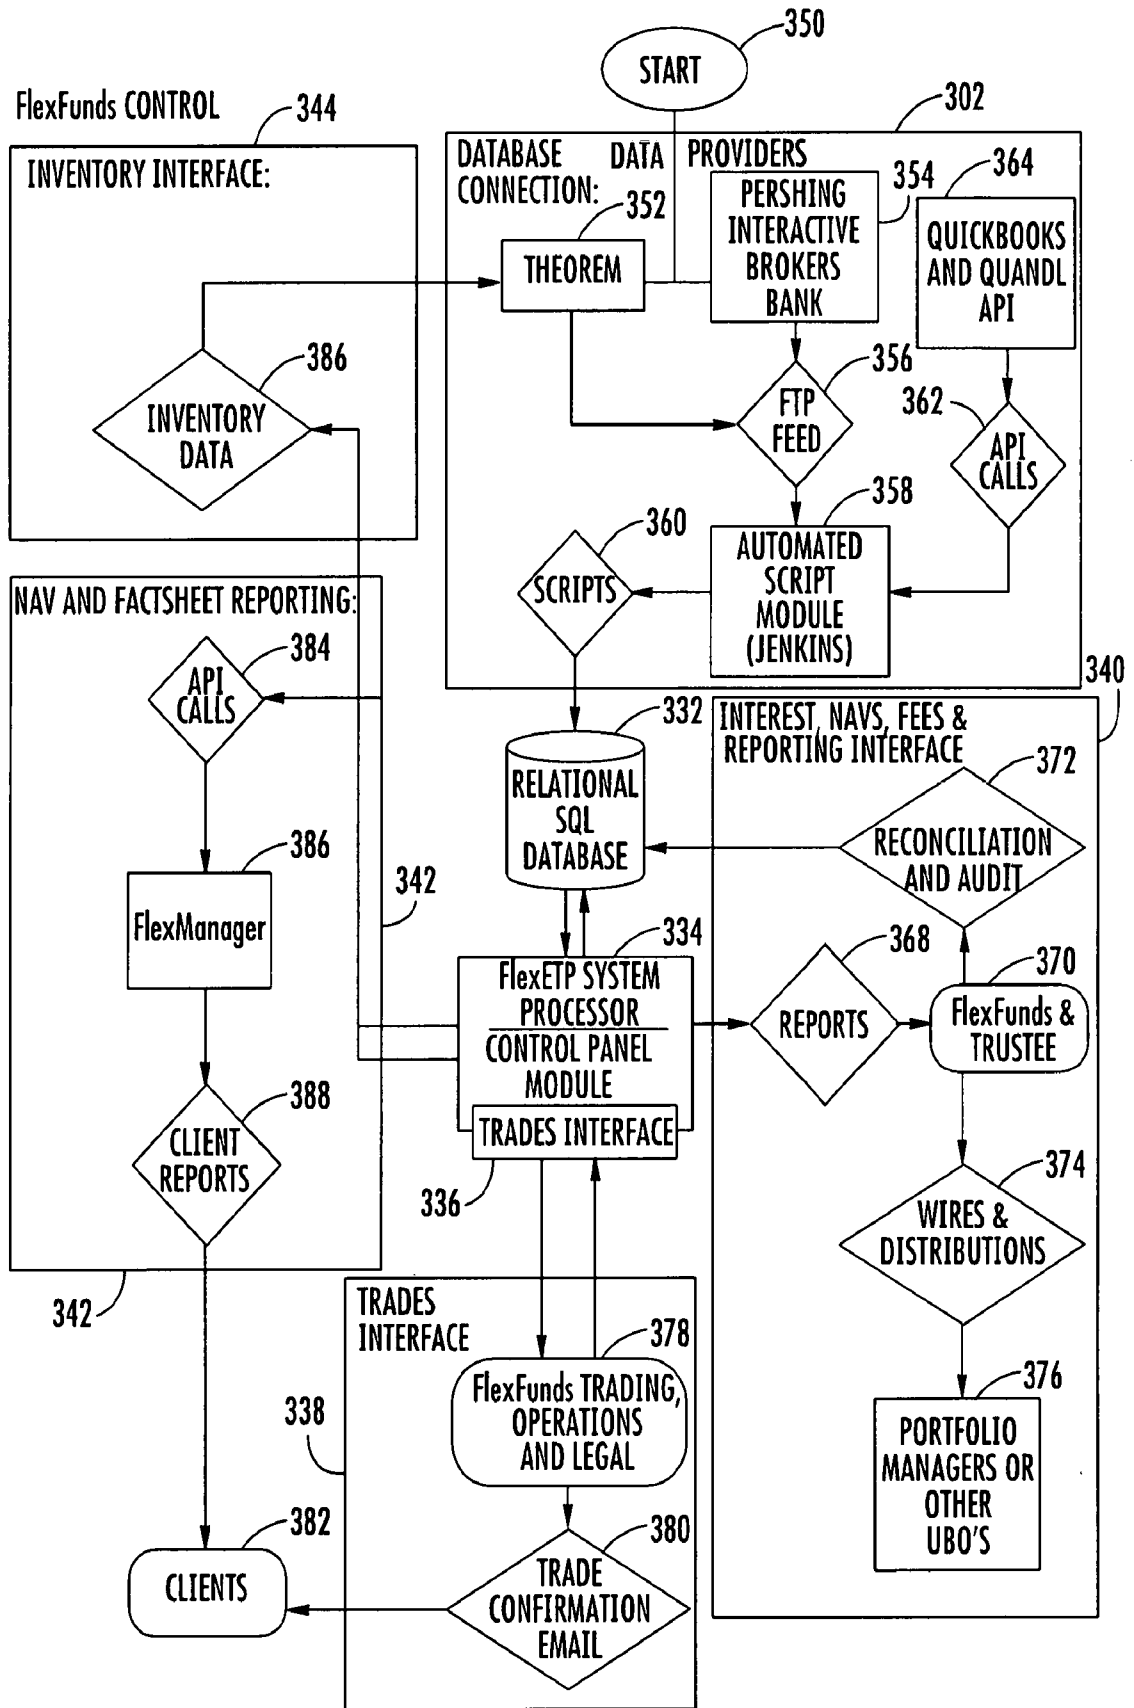 350
START
FlexFunds CONTROL
344
INVENTORY INTERFACE:
386
INVENTORY
DATA
302
DATABASE DATA PROVIDERS
CONNECTION:
352
THEOREM
354
PERSHING
INTERACTIVE
BROKERS
BANK
364
QUICKBOOKS
AND QUANDL
API
356
FTP
FEED
362
API
CALLS
358
AUTOMATED
SCRIPT
MODULE
(JENKINS)
360
SCRIPTS
NAV AND FACTSHEET REPORTING:
384
API
CALLS
386
FlexManager
342
388
CLIENT
REPORTS
342
332
RELATIONAL
SQL
DATABASE
334
FlexETP SYSTEM
PROCESSOR
CONTROL PANEL
MODULE
TRADES INTERFACE
336
340
INTEREST, NAVS, FEES &
REPORTING INTERFACE
372
RECONCILIATION
AND AUDIT
368
REPORTS
370
FlexFunds &
TRUSTEE
374
WIRES &
DISTRIBUTIONS
376
PORTFOLIO
MANAGERS OR
OTHER
UBO'S
TRADES
INTERFACE
338
378
FlexFunds TRADING,
OPERATIONS
AND LEGAL
380
TRADE
CONFIRMATION
EMAIL
382
CLIENTS